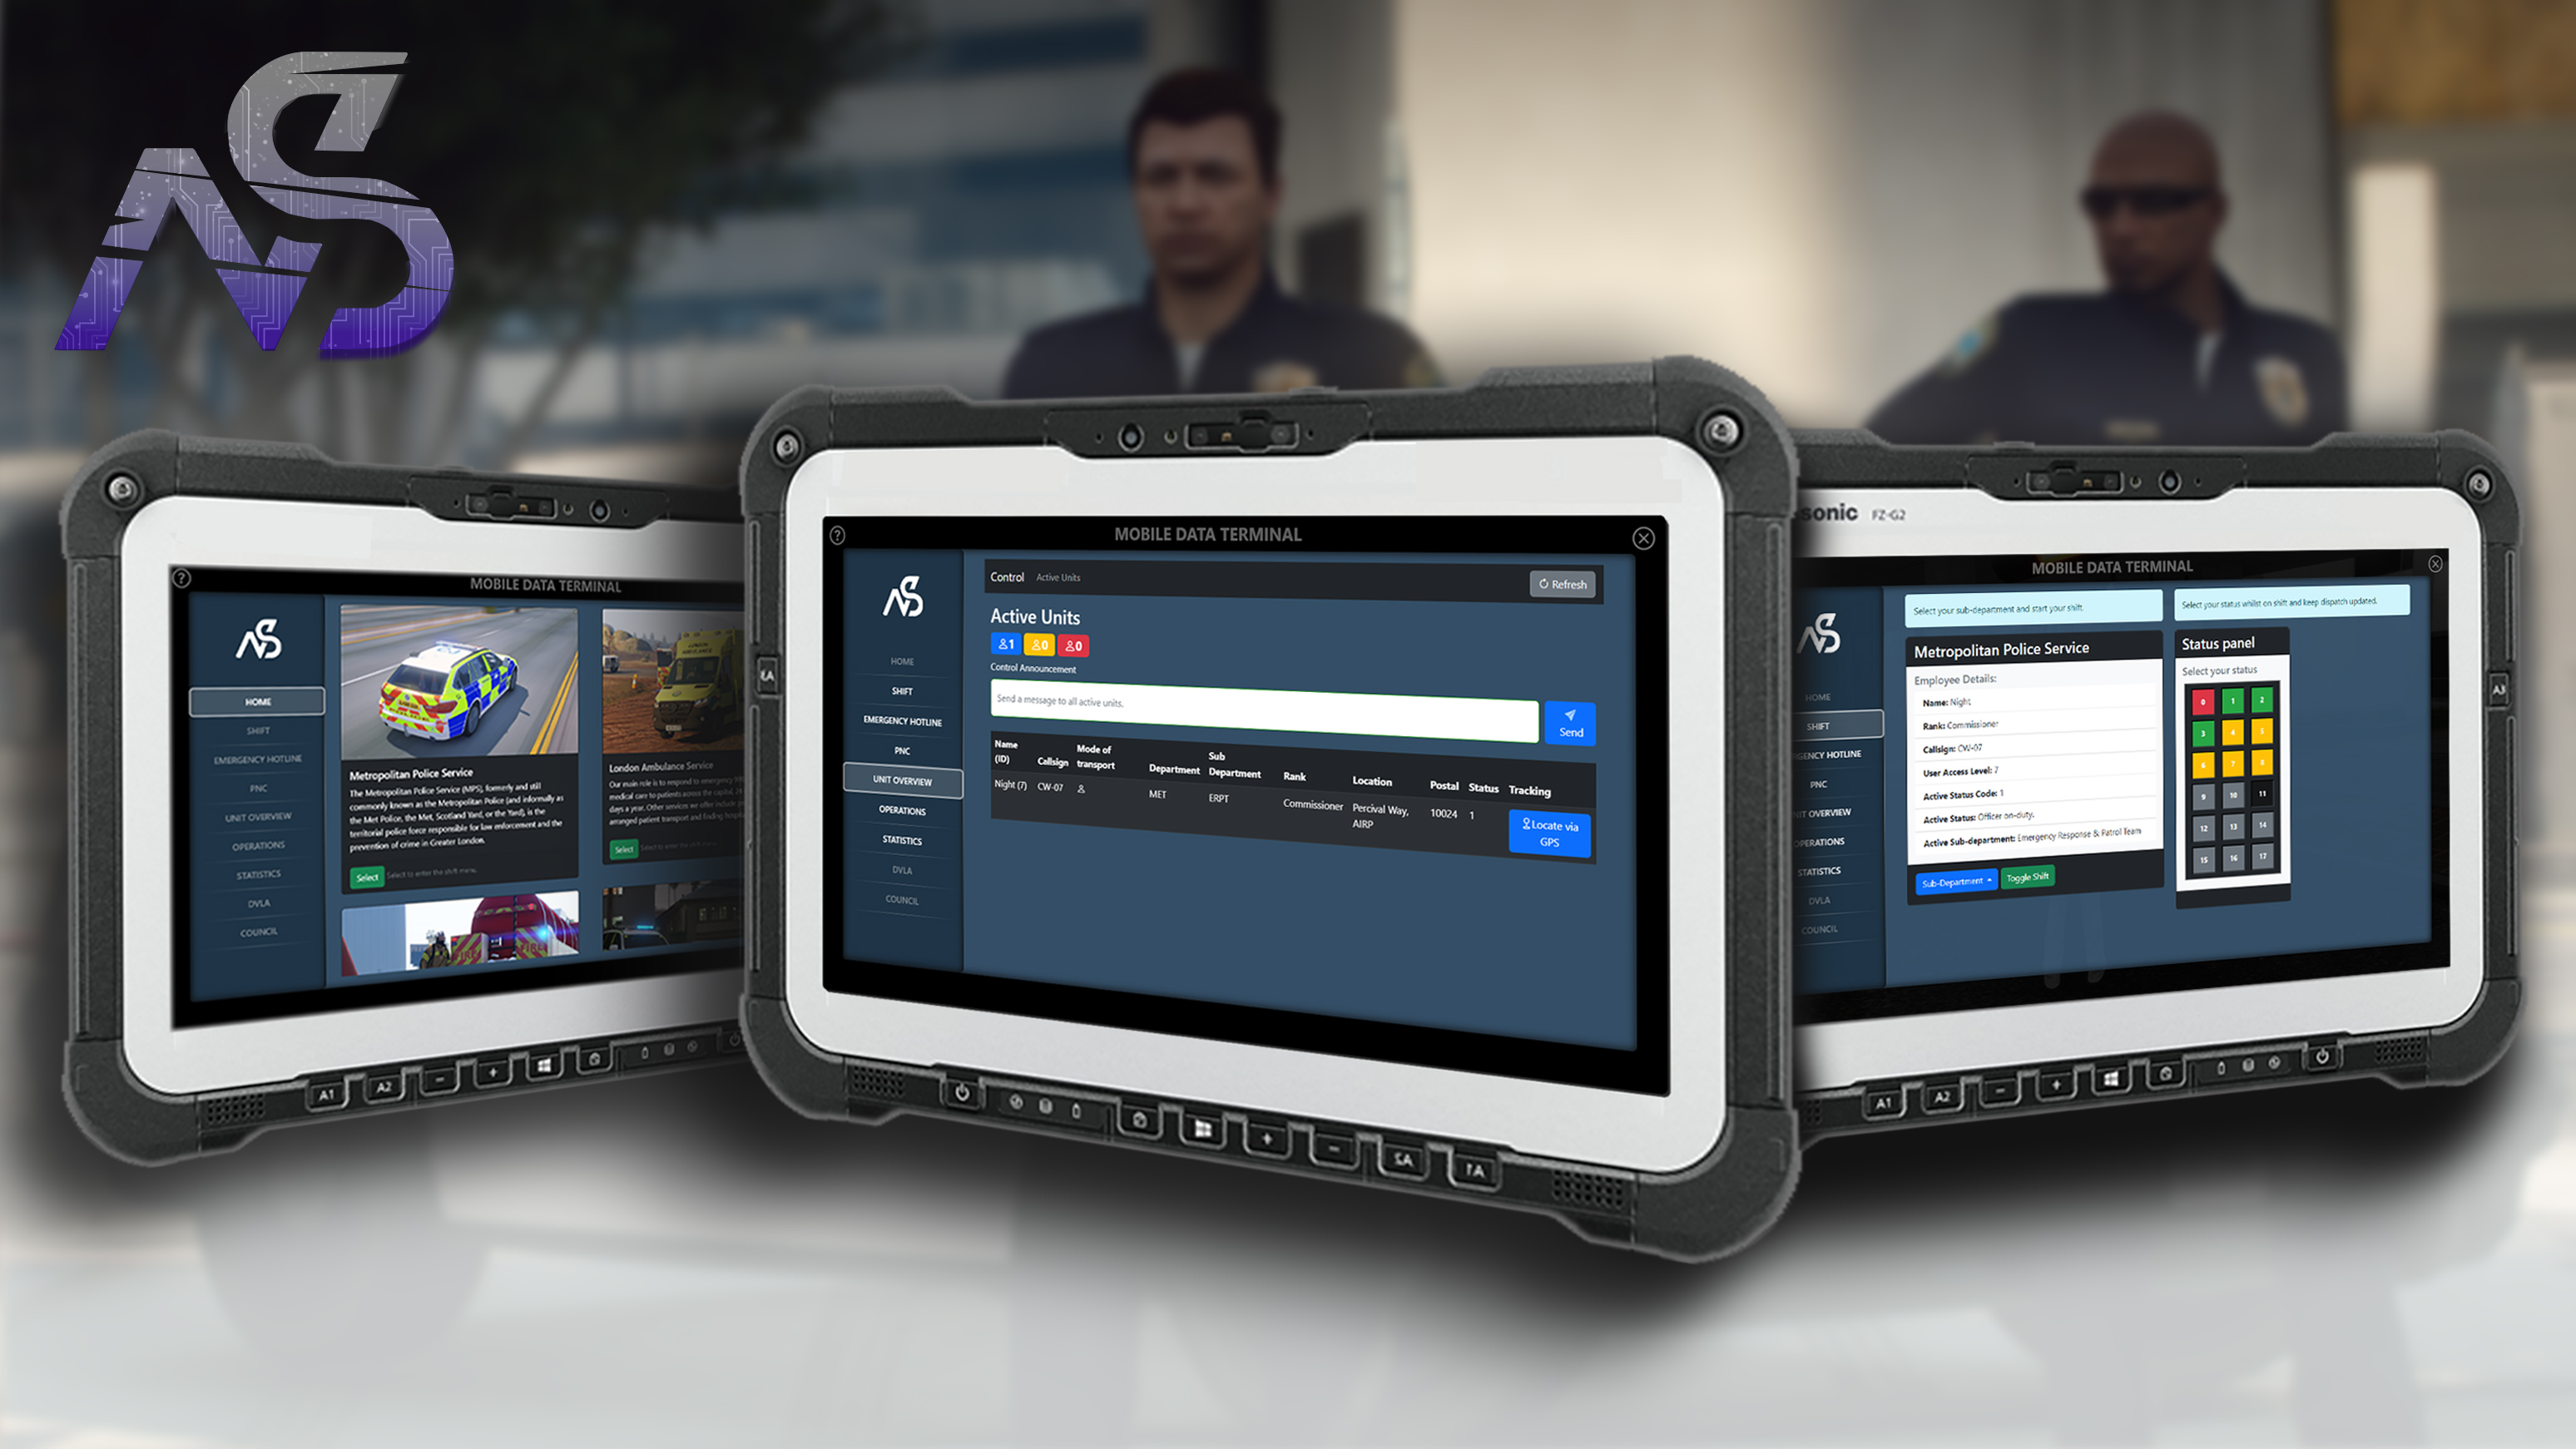 NS
MOBILE DATA TERMINAL
NS
HOME
SHIFT
EMERGENCY HOTLINE
PNC
UNIT OVERVIEW
OPERATIONS
STATISTICS
DVLA
COUNCIL
Metropolitan Police Service
The Metropolitan Police Service (MPS), formerly and still
commonly known as the Metropolitan Police (and informally as
the Met Police, the Met, Scotland Yard, or the Yard), is the
territorial police force responsible for law enforcement and the
prevention of crime in Greater London.
Select
Select to enter the shift menu.
London Ambulance Service
Our main role is to respond to emergency
medical care to patients across the capital, 24
days a year. Other services we offer include
arranged patient transport and finding
Select
Select to enter the shift
A1
A2
-
+
MOBILE DATA TERMINAL
NS
HOME
SHIFT
EMERGENCY HOTLINE
PNC
UNIT OVERVIEW
OPERATIONS
STATISTICS
DVLA
COUNCIL
Control Active Units
Refresh
Active Units
1 0 0
Control Announcement
Send a message to all active units.
Send
Name (ID) Callsign Mode of transport Department Sub Department Rank Location Postal Status Tracking
Night (7) CW-07 MET ERPT Commissioner Percival Way, AIRP 10024 1 Locate via GPS
A3
+
-
A2
A1
sonic FZ-G2
MOBILE DATA TERMINAL
NS
HOME
SHIFT
RGENCY HOTLINE
PNC
NIT OVERVIEW
OPERATIONS
STATISTICS
DVLA
COUNCIL
Select your sub-department and start your shift.
Metropolitan Police Service
Employee Details:
Name: Night
Rank: Commissioner
Callsign: CW-07
User Access Level: 7
Active Status Code: 1
Active Status: Officer on-duty.
Active Sub-department: Emergency Response & Patrol Team
Sub-Department
Toggle Shift
Select your status whilst on shift and keep dispatch updated.
Status panel
Select your status
0 1 2
3 4 5
6 7 8
9 10 11
12 13 14
15 16 17
A3
A1
A2
-
+